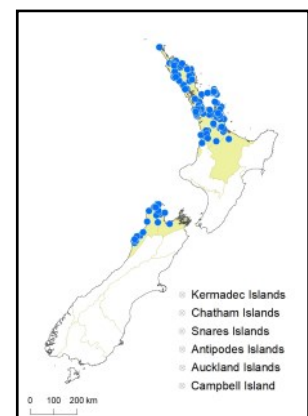 Kermadec Islands
Chatham Islands
Snares Islands
Antipodes Islands
Auckland Islands
Campbell Island
0 100 200 km